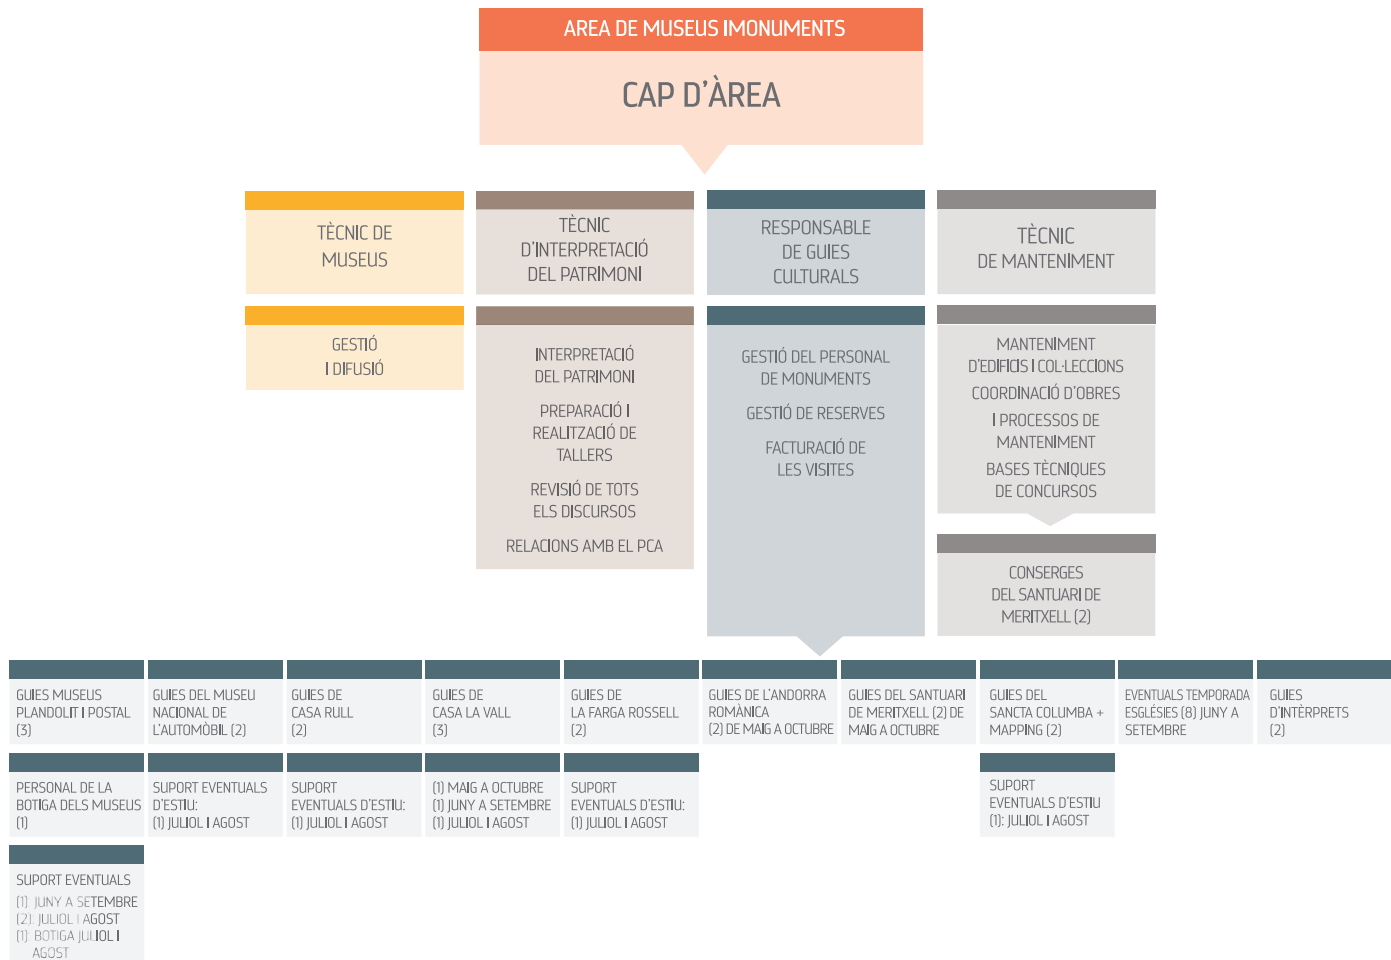 AREA DE MUSEUS IMONUMENTS
CAP D'ÀREA
TÈCNIC DE
MUSEUS
TÈCNIC
D'INTERPRETACIÓ
DEL PATRIMONI
RESPONSABLE
DE GUIES
CULTURALS
TÈCNIC
DE MANTENIMENT
GESTIÓ
I DIFUSIÓ
INTERPRETACIÓ
DEL PATRIMONI
PREPARACIÓ I
REALITZACIÓ DE
TALLERS
REVISIÓ DE TOTS
ELS DISCURSOS
RELACIONS AMB EL PCA
GESTIÓ DEL PERSONAL
DE MONUMENTS
GESTIÓ DE RESERVES
FACTURACIÓ DE
LES VISITES
MANTENIMENT
D'EDIFICIS I COL·LECCIONS
COORDINACIÓ D'OBRES
I PROCESSOS DE
MANTENIMENT
BASES TÈCNIQUES
DE CONCURSOS
CONSERGES
DEL SANTUARI DE
MERITXELL (2)
GUIES MUSEUS
PLANDOLIT I POSTAL
(3)
GUIES DEL MUSEU
NACIONAL DE
L'AUTOMÒBIL (2)
GUIES DE
CASA RULL
(2)
GUIES DE
CASA LA VALL
(3)
GUIES DE
LA FARGA ROSSELL
(2)
GUIES DE L'ANDORRA
ROMÀNICA
(2) DE MAIG A OCTUBRE
GUIES DEL SANTUARI
DE MERITXELL (2) DE
MAIG A OCTUBRE
GUIES DEL
SANCTA COLUMBA +
MAPPING (2)
EVENTUALS TEMPORADA
ESGLÉSIES (8) JUNY A
SETEMBRE
GUIES
D'INTÈRPRETS
(2)
PERSONAL DE LA
BOTIGA DELS MUSEUS
(1)
SUPORT EVENTUALS
D'ESTIU:
(1) JULIOL I AGOST
SUPORT
EVENTUALS D'ESTIU:
(1) JULIOL I AGOST
(1) MAIG A OCTUBRE
(1) JUNY A SETEMBRE
(1) JULIOL I AGOST
SUPORT
EVENTUALS D'ESTIU:
(1) JULIOL I AGOST
SUPORT
EVENTUALS D'ESTIU
(1): JULIOL I AGOST
SUPORT EVENTUALS
(1): JUNY A SETEMBRE
(2): JULIOL I AGOST
(1): BOTIGA JULIOL I
AGOST